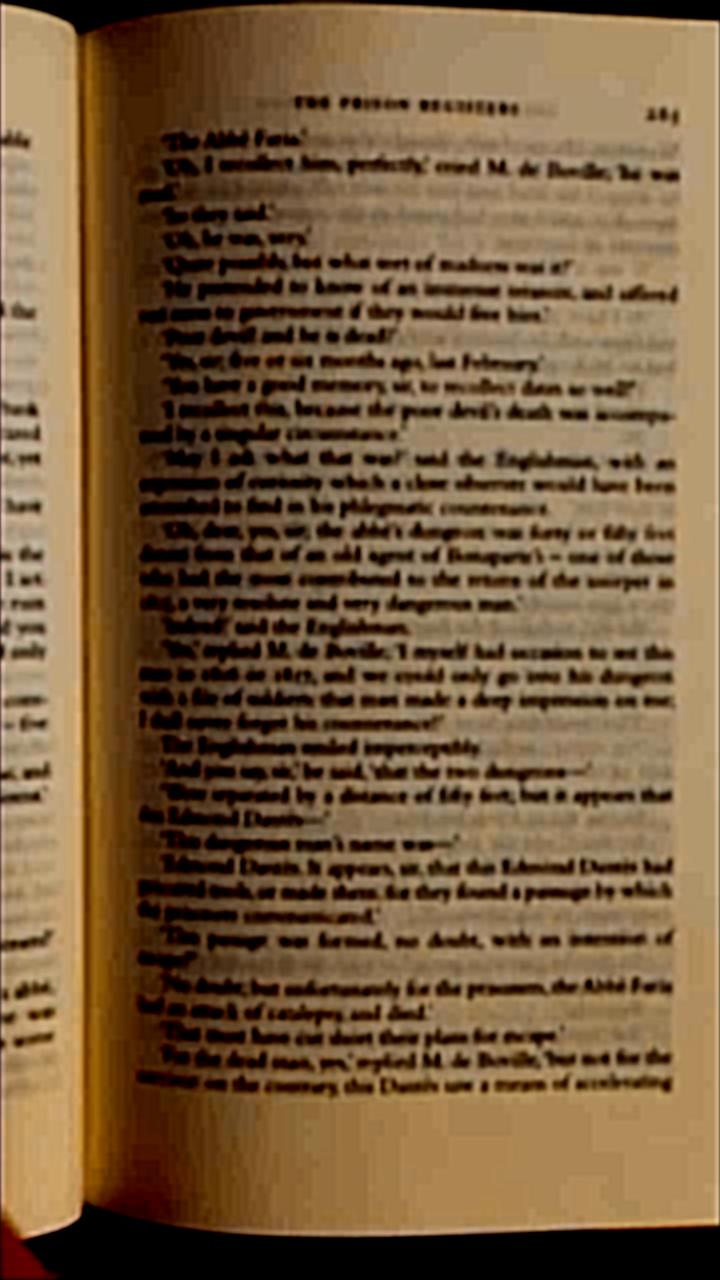 THE PRISON REGISTERS 285
'The Abbé Faria.'
'Oh, I recollect him, perfectly,' cried M. de Boville; 'he was
mad.'
'So they said.'
'Oh, he was, very.'
'Quite possibly, but what sort of madness was it?'
'He pretended to know of an immense treasure, and offered
vast sums to government if they would free him.'
'Poor devil and he is dead?'
'Yes, sir; five or six months ago, last February.'
'You have a good memory, sir, to recollect dates so well!'
'I recollect this, because the poor devil's death was accompa-
nied by a singular circumstance.'
'May I ask what that was?' said the Englishman, with an
expression of curiosity which a close observer would have been
astonished to find in his phlegmatic countenance.
'Oh, dear, yes, sir; the abbé's dungeon was forty or fifty feet
distant from that of an old agent of Bonaparte's – one of those
who had the most contributed to the return of the usurper in
1815, a very resolute and very dangerous man.'
'Indeed!' said the Englishman.
'Yes,' replied M. de Boville; 'I myself had occasion to see this
man in 1816 or 1817, and we could only go into his dungeon
with a file of soldiers: that man made a deep impression on me;
I shall never forget his countenance!'
The Englishman smiled imperceptibly.
'And you say, sir,' he said, 'that the two dungeons—'
'Were separated by a distance of fifty feet; but it appears that
this Edmond Dantès—'
'This dangerous man's name was—'
'Edmond Dantès. It appears, sir, that this Edmond Dantès had
procured tools, or made them, for they found a passage by which
the prisoners communicated.'
'This passage was formed, no doubt, with an intention of
escape?'
'No doubt; but unfortunately for the prisoners, the Abbé Faria
had an attack of catalepsy, and died.'
'That must have cut short their plans for escape.'
'For the dead man, yes,' replied M. de Boville, 'but not for the
survivor: on the contrary, this Dantès saw a means of accelerating